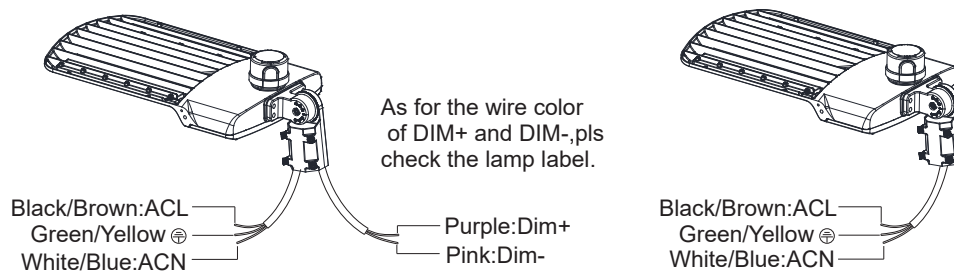 As for the wire color
of DIM+ and DIM-,pls
check the lamp label.
Black/Brown:ACL
Green/Yellow ⏚
White/Blue:ACN
Purple:Dim+
Pink:Dim-
Black/Brown:ACL
Green/Yellow ⏚
White/Blue:ACN